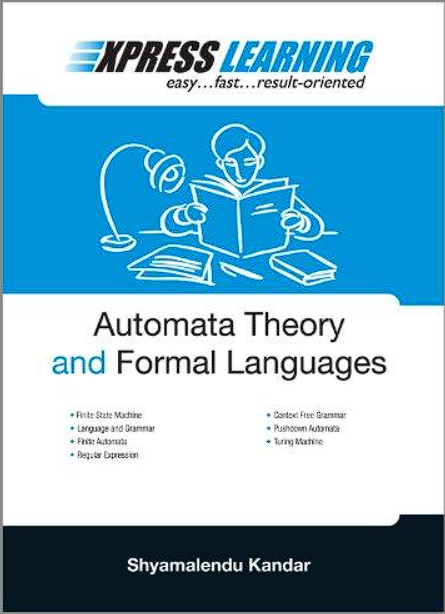 EXPRESS LEARNING
easy...fast...result-oriented
Automata Theory
and Formal Languages
• Finite State Machine
• Language and Grammar
• Finite Automata
• Regular Expression
• Context Free Grammar
• Pushdown Automata
• Turing Machine
Shyamalendu Kandar